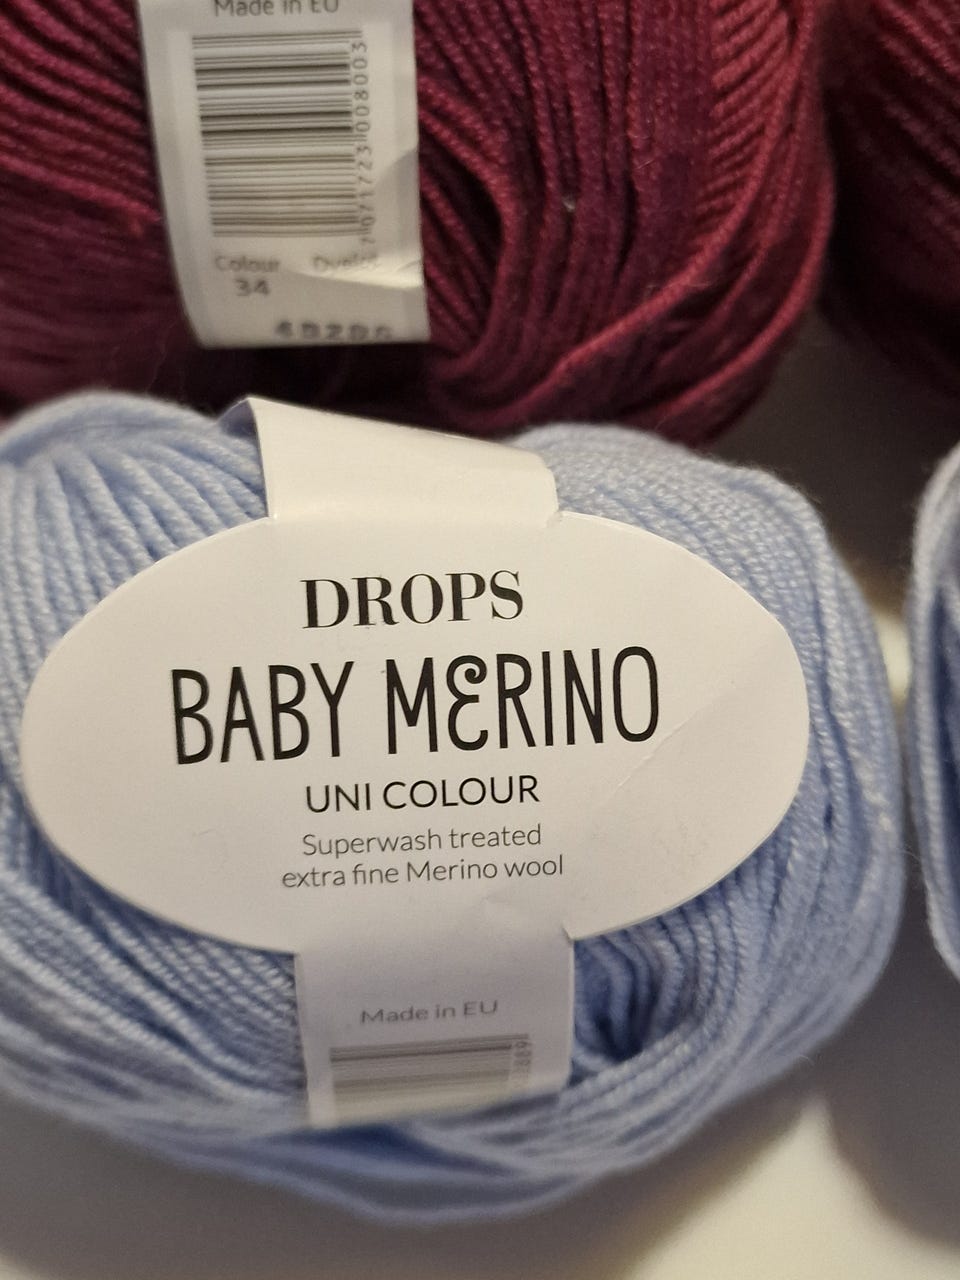 Made in EU
7071723008003
Colour
34
DROPS
BABY MERINO
UNI COLOUR
Superwash treated
extra fine Merino wool
Made in EU